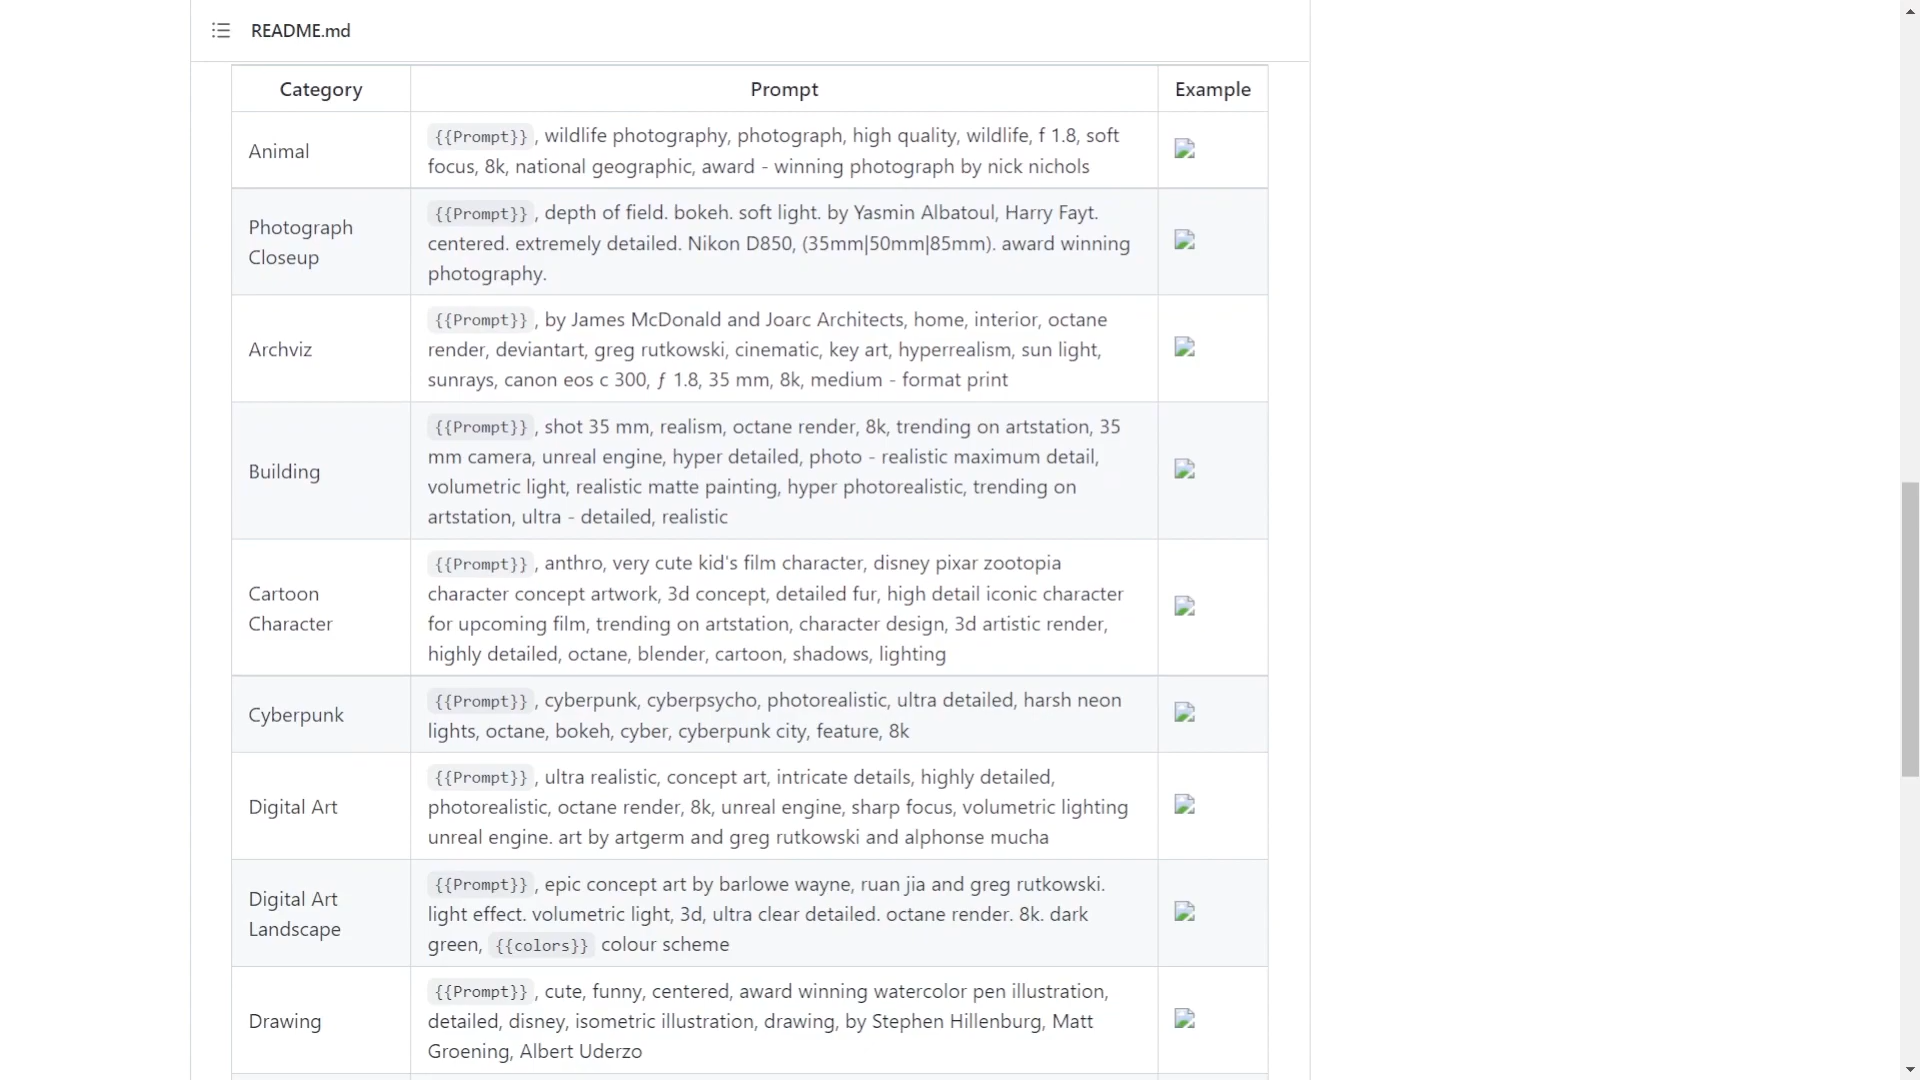 README.md
Category Prompt Example
Animal
{{Prompt}}, wildlife photography, photograph, high quality, wildlife, f 1.8, soft
focus, 8k, national geographic, award - winning photograph by nick nichols
Photograph
Closeup
{{Prompt}}, depth of field. bokeh. soft light. by Yasmin Albatoul, Harry Fayt.
centered. extremely detailed. Nikon D850, (35mm|50mm|85mm). award winning
photography.
Archviz
{{Prompt}}, by James McDonald and Joarc Architects, home, interior, octane
render, deviantart, greg rutkowski, cinematic, key art, hyperrealism, sun light,
sunrays, canon eos c 300, ƒ 1.8, 35 mm, 8k, medium - format print
Building
{{Prompt}}, shot 35 mm, realism, octane render, 8k, trending on artstation, 35
mm camera, unreal engine, hyper detailed, photo - realistic maximum detail,
volumetric light, realistic matte painting, hyper photorealistic, trending on
artstation, ultra - detailed, realistic
Cartoon
Character
{{Prompt}}, anthro, very cute kid's film character, disney pixar zootopia
character concept artwork, 3d concept, detailed fur, high detail iconic character
for upcoming film, trending on artstation, character design, 3d artistic render,
highly detailed, octane, blender, cartoon, shadows, lighting
Cyberpunk
{{Prompt}}, cyberpunk, cyberpsycho, photorealistic, ultra detailed, harsh neon
lights, octane, bokeh, cyber, cyberpunk city, feature, 8k
Digital Art
{{Prompt}}, ultra realistic, concept art, intricate details, highly detailed,
photorealistic, octane render, 8k, unreal engine, sharp focus, volumetric lighting
unreal engine. art by artgerm and greg rutkowski and alphonse mucha
Digital Art
Landscape
{{Prompt}}, epic concept art by barlowe wayne, ruan jia and greg rutkowski.
light effect. volumetric light, 3d, ultra clear detailed. octane render. 8k. dark
green, {{colors}} colour scheme
Drawing
{{Prompt}}, cute, funny, centered, award winning watercolor pen illustration,
detailed, disney, isometric illustration, drawing, by Stephen Hillenburg, Matt
Groening, Albert Uderzo